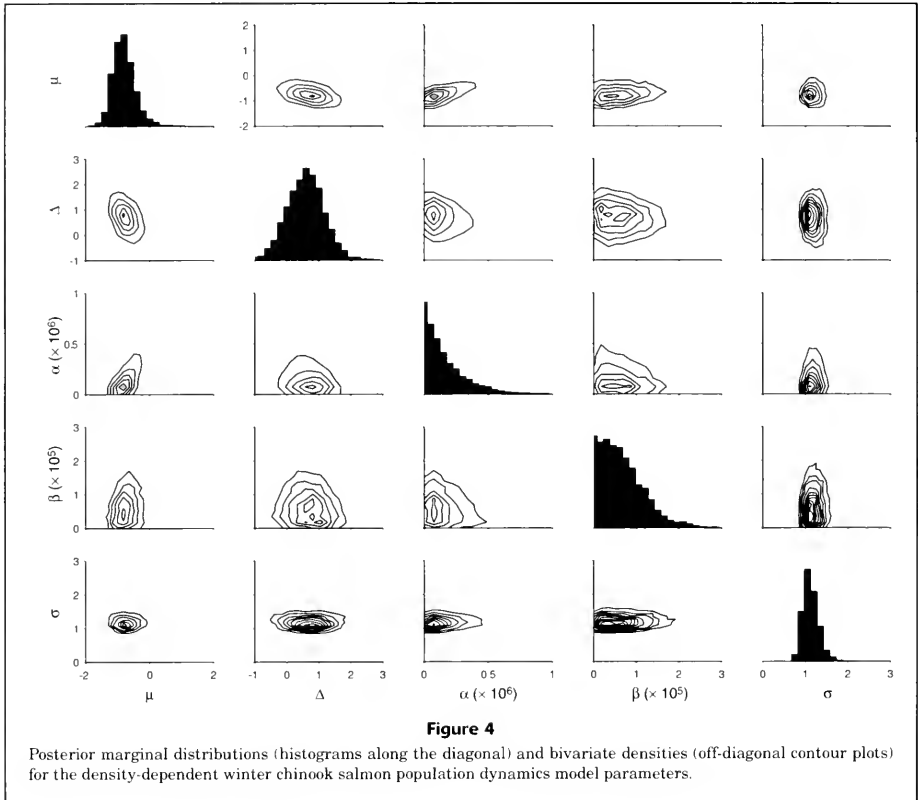 2
1
0
-1
-2
μ
3
2
1
0
-1
Δ
1
0.5
0
α (× 10⁶)
3
2
1
0
β (× 10⁵)
3
2
1
0
σ
-2 0 2
-1 0 1 2 3
0 0.5 1
0 1 2 3
0 1 2 3
μ Δ α (× 10⁶) β (× 10⁵) σ
Figure 4
Posterior marginal distributions (histograms along the diagonal) and bivariate densities (off-diagonal contour plots)
for the density-dependent winter chinook salmon population dynamics model parameters.